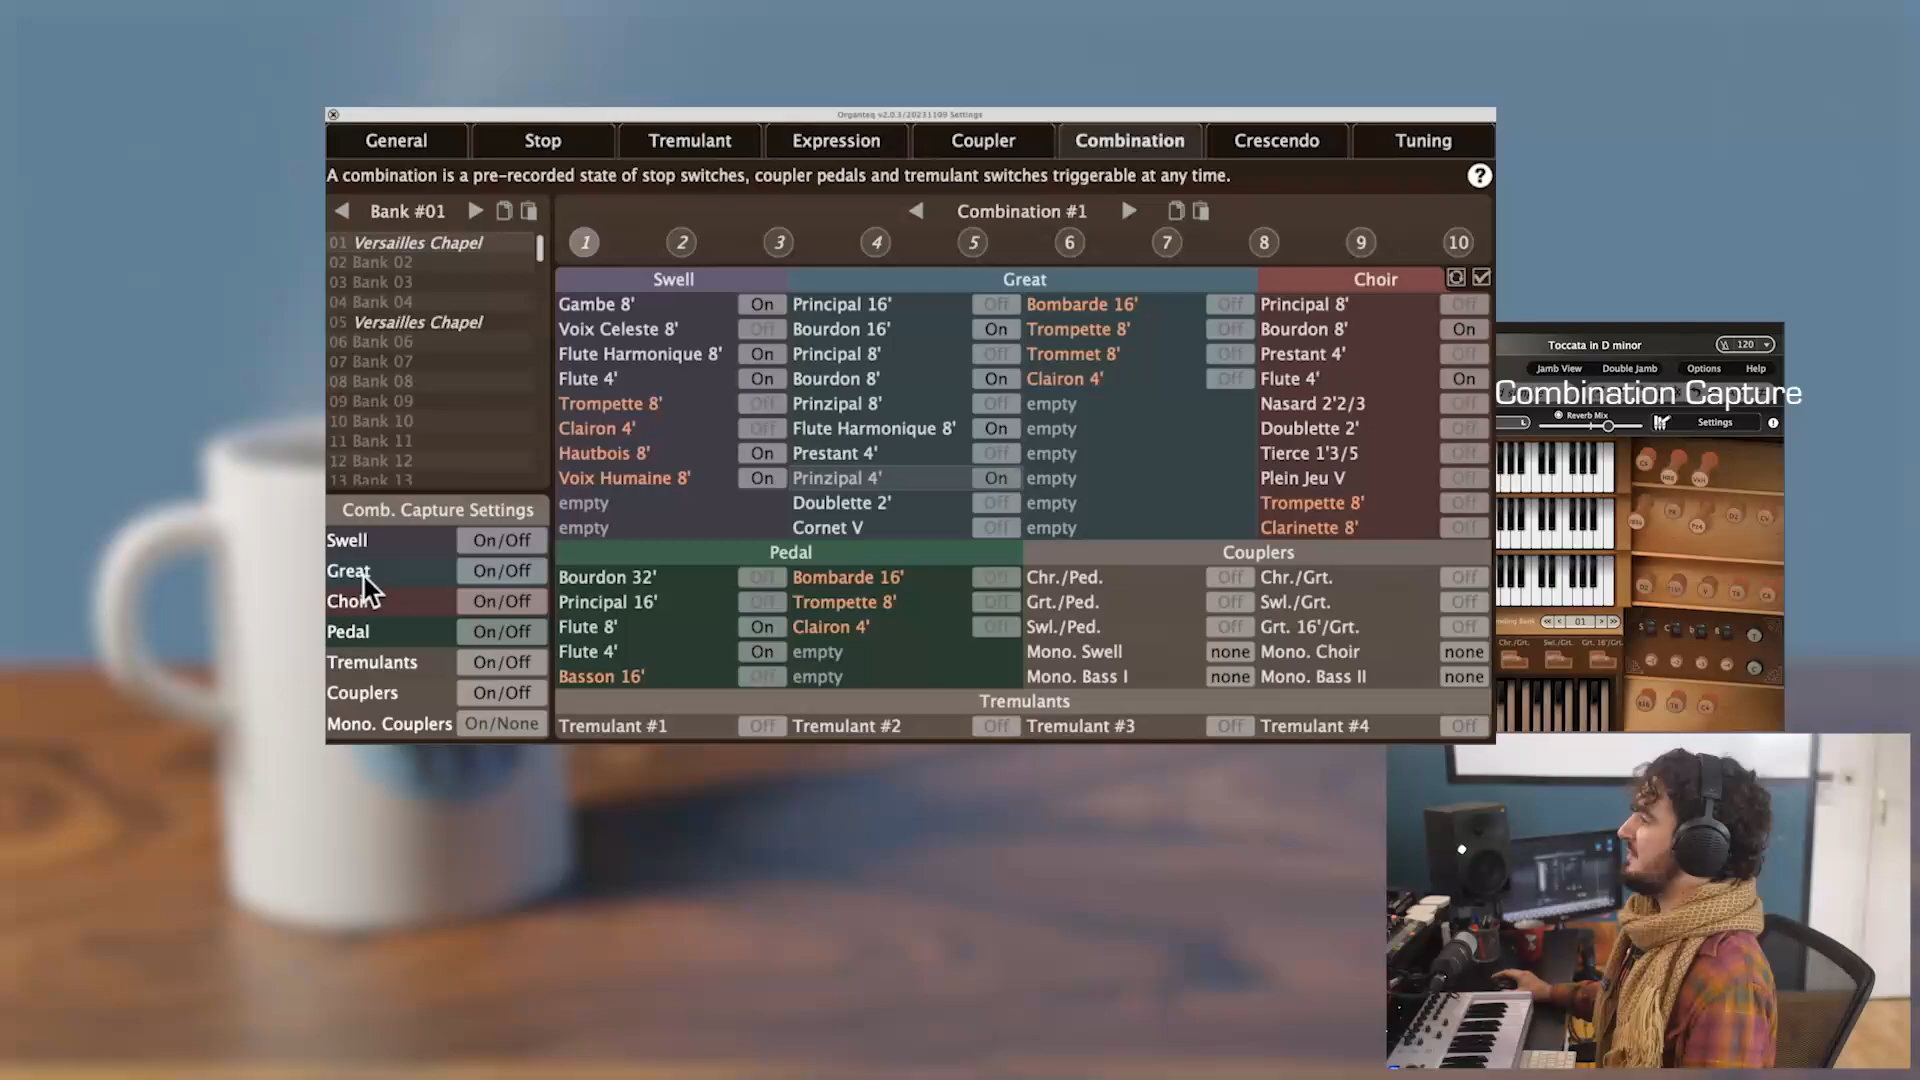 Organteq v2.0.3/20231109 Settings
General Stop Tremulant Expression Coupler Combination Crescendo Tuning
A combination is a pre-recorded state of stop switches, coupler pedals and tremulant switches triggerable at any time. ?
Bank #01
Combination #1
01 Versailles Chapel
02 Bank 02
03 Bank 03
04 Bank 04
05 Versailles Chapel
06 Bank 06
07 Bank 07
08 Bank 08
09 Bank 09
10 Bank 10
11 Bank 11
12 Bank 12
13 Bank 13
1 2 3 4 5 6 7 8 9 10
Swell Great Choir
Gambe 8' On Principal 16' Off Bombarde 16' Off Principal 8' Off
Voix Celeste 8' Off Bourdon 16' On Trompette 8' Off Bourdon 8' On
Flute Harmonique 8' On Principal 8' Off Trommet 8' Off Prestant 4' Off
Flute 4' On Bourdon 8' On Clairon 4' Off Flute 4' On
Trompette 8' Off Prinzipal 8' Off empty Nasard 2'2/3 Off
Clairon 4' Off Flute Harmonique 8' On empty Doublette 2' Off
Hautbois 8' On Prestant 4' Off empty Tierce 1'3/5 Off
Voix Humaine 8' On Prinzipal 4' On empty Plein Jeu V Off
empty Doublette 2' Off empty Trompette 8' Off
empty Cornet V Off empty Clarinette 8' Off
Comb. Capture Settings
Swell On/Off
Great On/Off
Choir On/Off
Pedal On/Off
Tremulants On/Off
Couplers On/Off
Mono. Couplers On/None
Pedal Couplers
Bourdon 32' Off Bombarde 16' Off Chr./Ped. Off Chr./Grt. Off
Principal 16' Off Trompette 8' Off Grt./Ped. Off Swl./Grt. Off
Flute 8' On Clairon 4' Off Swl./Ped. Off Grt. 16'/Grt. Off
Flute 4' On empty Mono. Swell none Mono. Choir none
Basson 16' Off empty Mono. Bass I none Mono. Bass II none
Tremulants
Tremulant #1 Off Tremulant #2 Off Tremulant #3 Off Tremulant #4 Off
Toccata in D minor 120
Jamb View Double Jamb Options Help
Combination Capture
Reverb Mix
Settings
01
Chr./Grt. Swl./Grt. Grt. 16'/Grt.